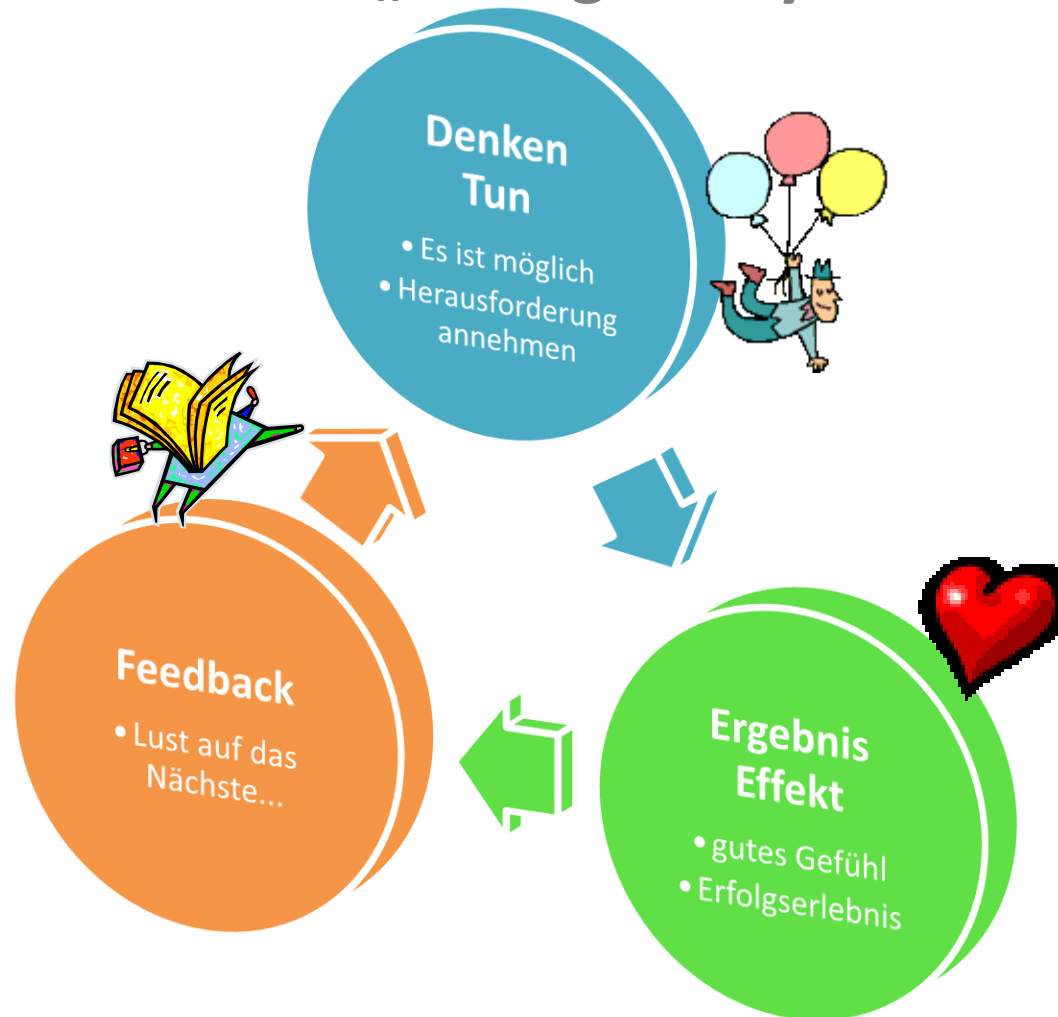 Denken
Tun
• Es ist möglich
• Herausforderung
annehmen
Feedback
• Lust auf das
Nächste...
Ergebnis
Effekt
• gutes Gefühl
• Erfolgserlebnis